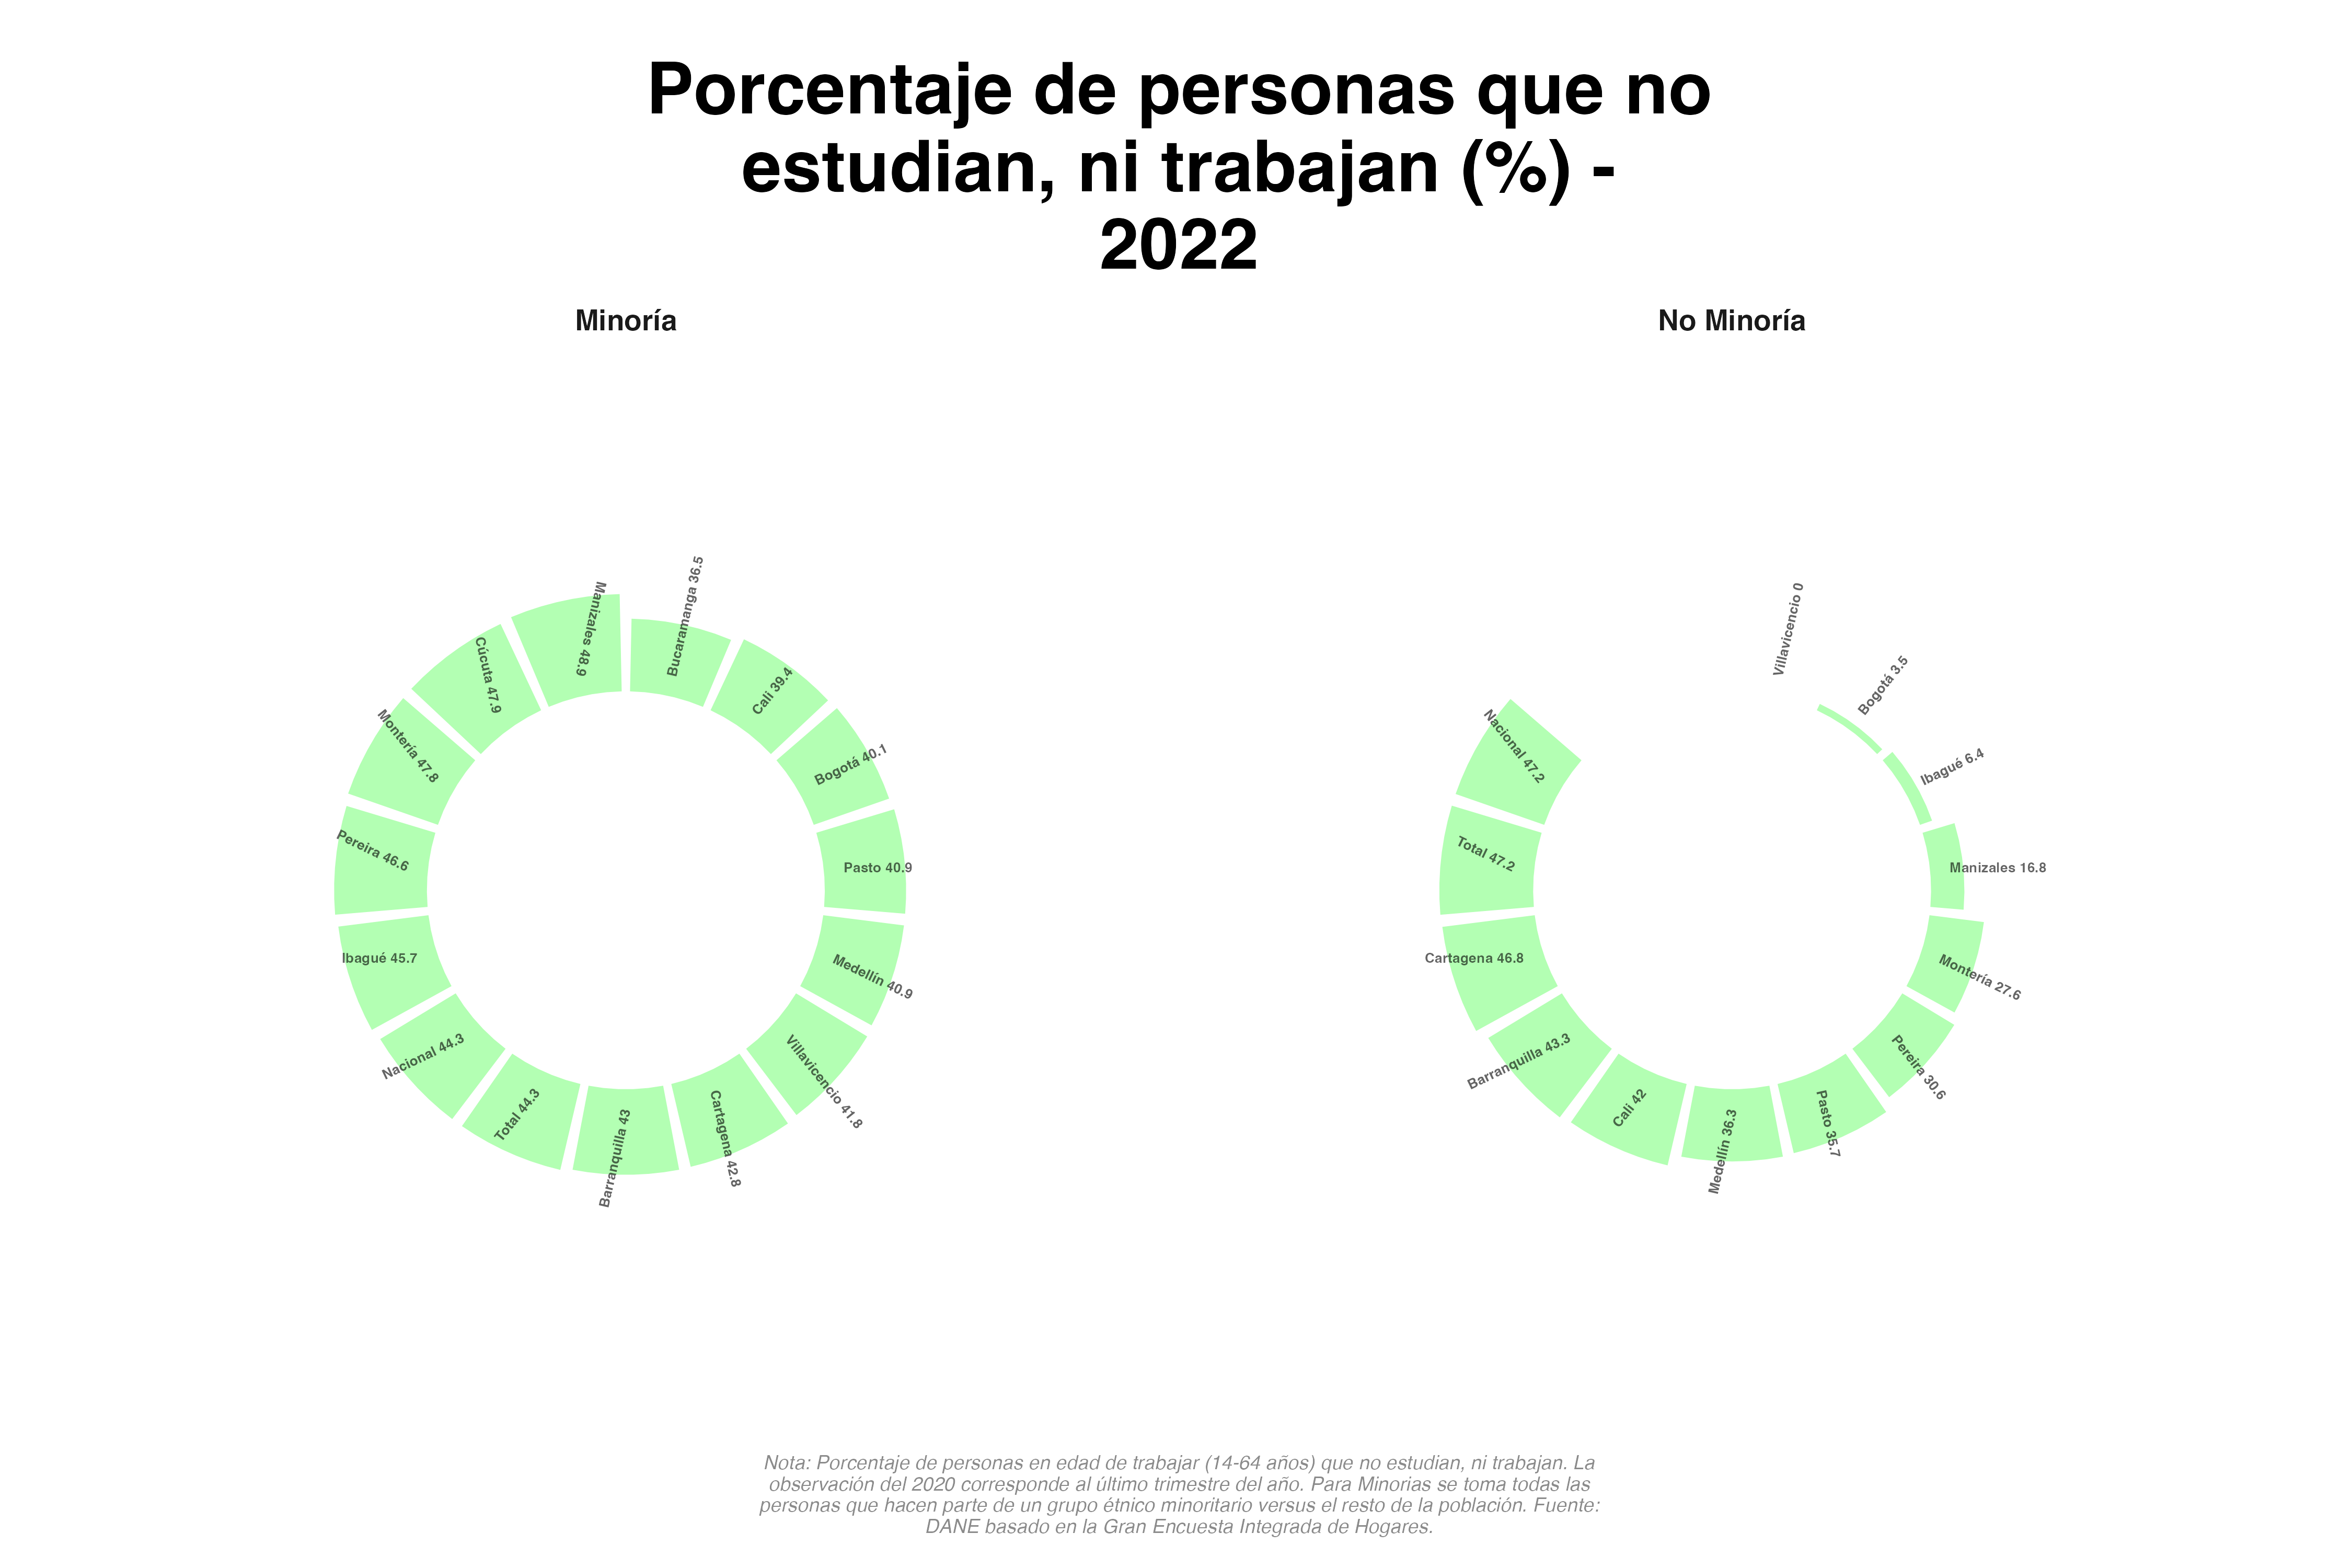 Porcentaje de personas que no
estudian, ni trabajan (%) -
2022
Minoría
Bucaramanga 36.5
Cali 39.4
Bogotá 40.1
Pasto 40.9
Medellín 40.9
Villavicencio 41.8
Cartagena 42.8
Barranquilla 43
Total 44.3
Nacional 44.3
Ibagué 45.7
Pereira 46.6
Montería 47.8
Cúcuta 47.9
Manizales 48.9
No Minoría
Villavicencio 0
Bogotá 3.5
Ibagué 6.4
Manizales 16.8
Montería 27.6
Pereira 30.6
Pasto 35.7
Medellín 36.3
Cali 42
Barranquilla 43.3
Cartagena 46.8
Total 47.2
Nacional 47.2
Nota: Porcentaje de personas en edad de trabajar (14-64 años) que no estudian, ni trabajan. La
observación del 2020 corresponde al último trimestre del año. Para Minorias se toma todas las
personas que hacen parte de un grupo étnico minoritario versus el resto de la población. Fuente:
DANE basado en la Gran Encuesta Integrada de Hogares.